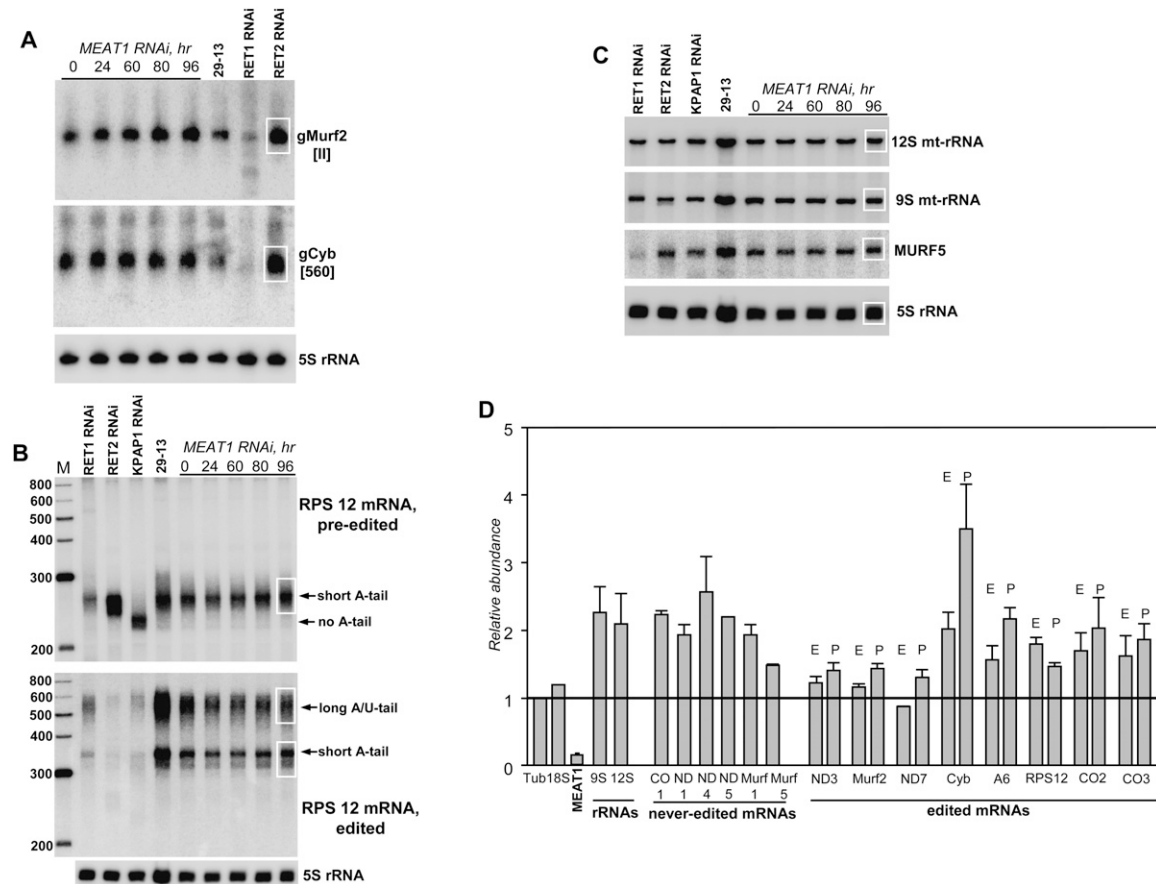 A
MEAT1 RNAi, hr
0 24 60 80 96
29-13
RET1 RNAi
RET2 RNAi
gMurf2
[II]
gCyb
[560]
5S rRNA
B
M
RET1 RNAi
RET2 RNAi
KPAP1 RNAi
29-13
MEAT1 RNAi, hr
0 24 60 80 96
800
600
500
400
300
200
RPS 12 mRNA,
pre-edited
short A-tail
no A-tail
800
600
500
300
200
long A/U-tail
short A-tail
RPS 12 mRNA,
edited
5S rRNA
C
RET1 RNAi
RET2 RNAi
KPAP1 RNAi
29-13
MEAT1 RNAi, hr
0 24 60 80 96
12S mt-rRNA
9S mt-rRNA
MURF5
5S rRNA
D
Relative abundance
5
4
3
2
1
0
E P
E P
E P
E P
E P
E P
E P
E P
Tub 18S MEAT1 9S 12S CO ND ND ND Murf Murf ND3 Murf2 ND7 Cyb A6 RPS12 CO2 CO3
1 1 4 5 1 5
rRNAs never-edited mRNAs edited mRNAs